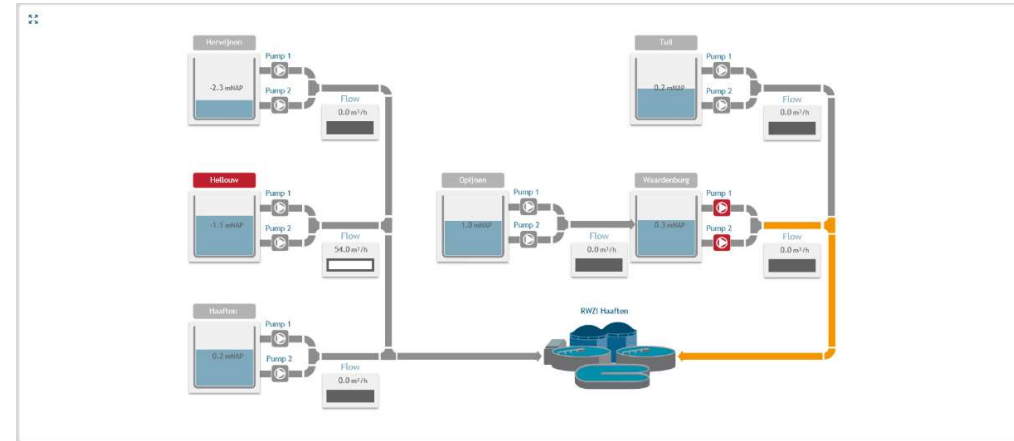 Herwijnen
Pump 1
-2.3 mNAP
Pump 2
Flow
0.0 m³/h
Tuil
Pump 1
0.2 mNAP
Pump 2
Flow
0.0 m³/h
Hellouw
Pump 1
-1.1 mNAP
Pump 2
Flow
54.0 m³/h
Opijnen
Pump 1
1.0 mNAP
Pump 2
Flow
0.0 m³/h
Waardenburg
Pump 1
0.3 mNAP
Pump 2
Flow
0.0 m³/h
Haaften
Pump 1
0.2 mNAP
Pump 2
Flow
0.0 m³/h
RWZI Haaften